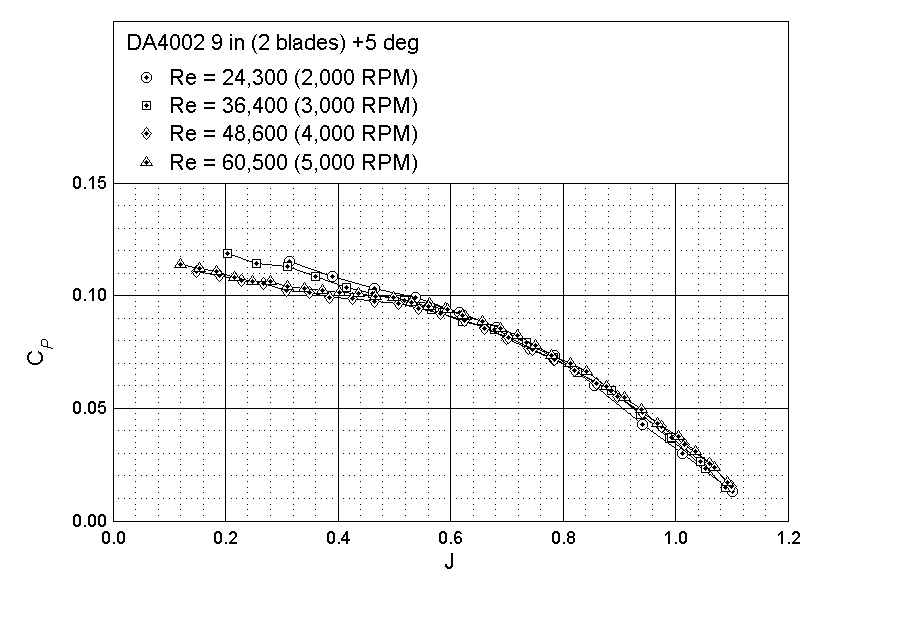 DA4002 9 in (2 blades) +5 deg
Re = 24,300 (2,000 RPM)
Re = 36,400 (3,000 RPM)
Re = 48,600 (4,000 RPM)
Re = 60,500 (5,000 RPM)
0.15
0.10
0.05
0.00
CP
0.0 0.2 0.4 0.6 0.8 1.0 1.2
J